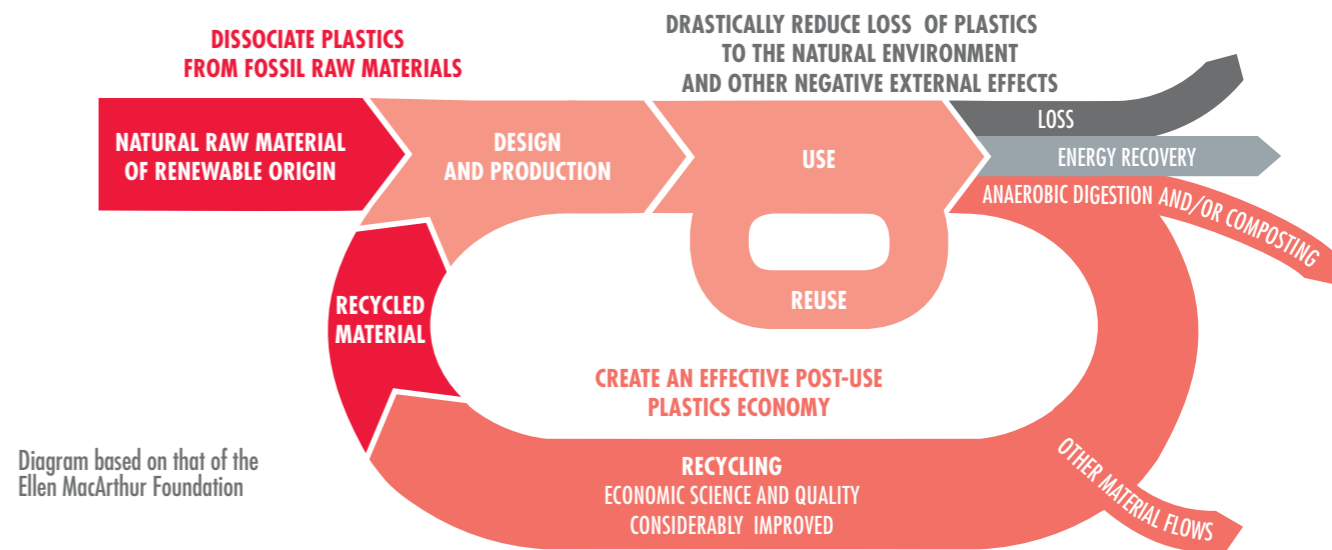 DISSOCIATE PLASTICS
FROM FOSSIL RAW MATERIALS
DRASTICALLY REDUCE LOSS OF PLASTICS
TO THE NATURAL ENVIRONMENT
AND OTHER NEGATIVE EXTERNAL EFFECTS
NATURAL RAW MATERIAL
OF RENEWABLE ORIGIN
DESIGN
AND PRODUCTION
USE
LOSS
ENERGY RECOVERY
ANAEROBIC DIGESTION AND/OR COMPOSTING
REUSE
RECYCLED
MATERIAL
CREATE AN EFFECTIVE POST-USE
PLASTICS ECONOMY
RECYCLING
ECONOMIC SCIENCE AND QUALITY
CONSIDERABLY IMPROVED
OTHER MATERIAL FLOWS
Diagram based on that of the
Ellen MacArthur Foundation